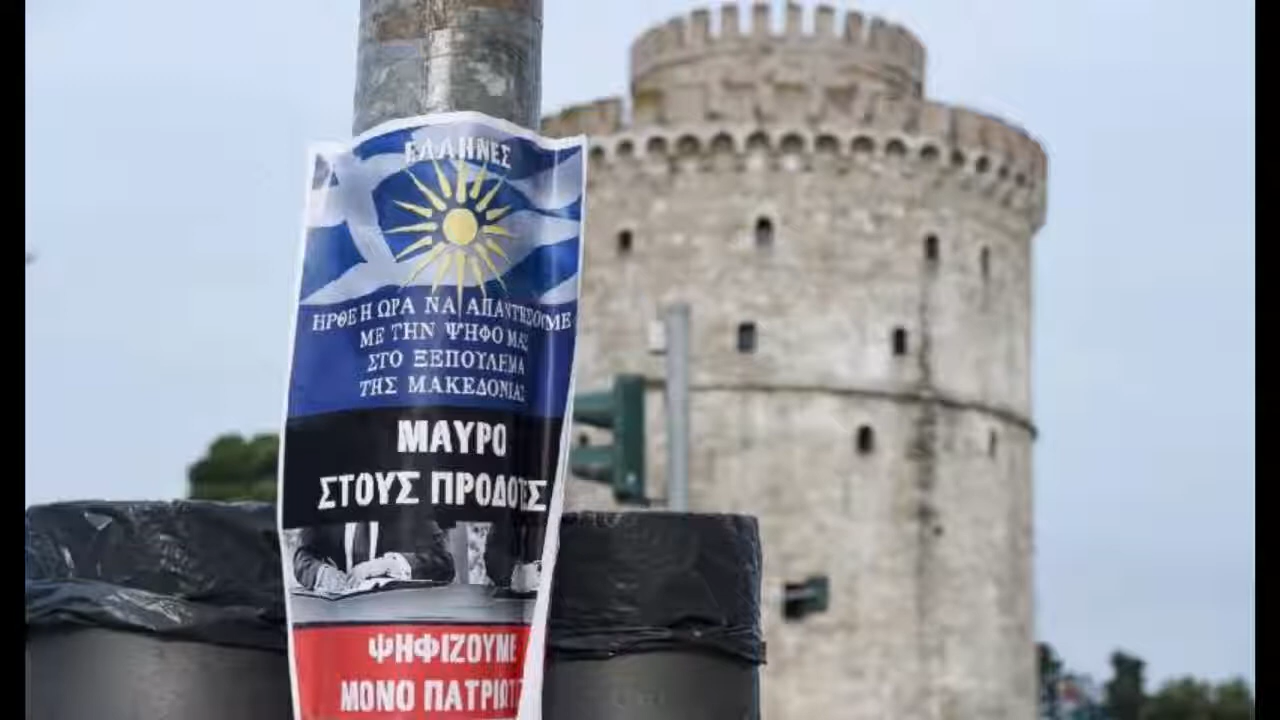 ΕΛΛΗΝΕΣ
ΗΡΘΕ Η ΩΡΑ ΝΑ ΑΠΑΝΤΗΣΟΥΜΕ
ΜΕ ΤΗΝ ΨΗΦΟ ΜΑΣ
ΣΤΟ ΞΕΠΟΥΛΗΜΑ
ΤΗΣ ΜΑΚΕΔΟΝΙΑΣ
ΜΑΥΡΟ
ΣΤΟΥΣ ΠΡΟΔΟΤΕΣ
ΨΗΦΙΖΟΥΜΕ
ΜΟΝΟ